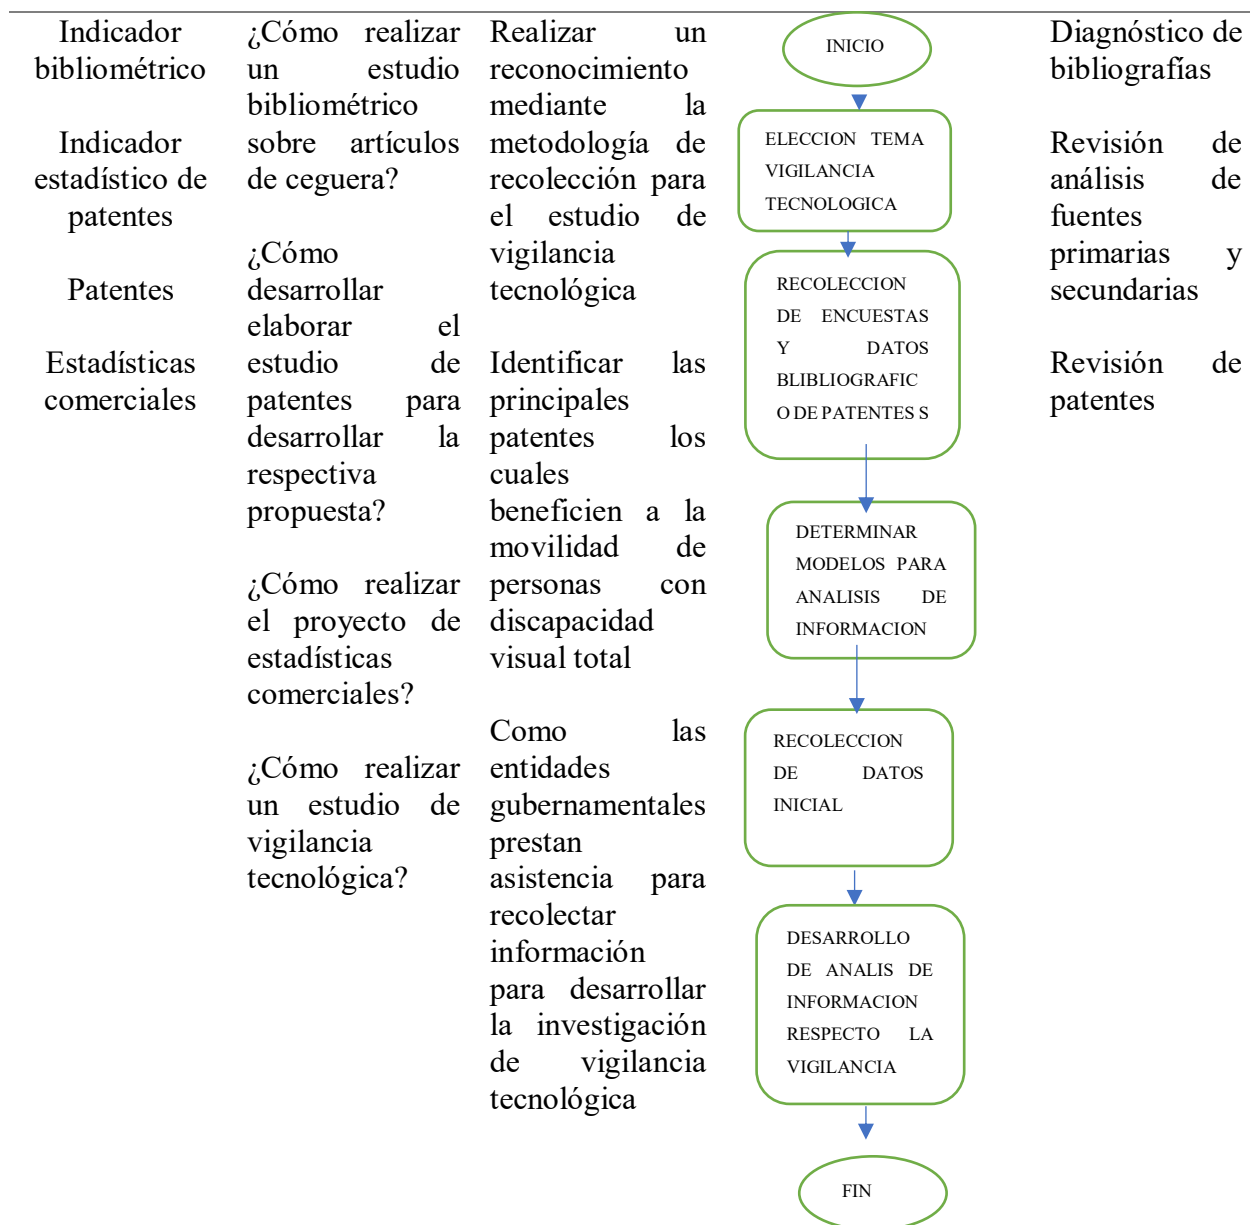 Indicador
bibliométrico
Indicador
estadístico de
patentes
Patentes
Estadísticas
comerciales
¿Cómo realizar
un estudio
bibliométrico
sobre artículos
de ceguera?
¿Cómo
desarrollar
elaborar el
estudio de
patentes para
desarrollar la
respectiva
propuesta?
¿Cómo realizar
el proyecto de
estadísticas
comerciales?
¿Cómo realizar
un estudio de
vigilancia
tecnológica?
Realizar un
reconocimiento
mediante la
metodología de
recolección para
el estudio de
vigilancia
tecnológica
Identificar las
principales
patentes los
cuales
beneficien a la
movilidad de
personas con
discapacidad
visual total
Como las
entidades
gubernamentales
prestan
asistencia para
recolectar
información
para desarrollar
la investigación
de vigilancia
tecnológica
INICIO
ELECCION TEMA
VIGILANCIA
TECNOLOGICA
RECOLECCION
DE ENCUESTAS
Y DATOS
BLIBLIOGRAFIC
O DE PATENTES S
DETERMINAR
MODELOS PARA
ANALISIS DE
INFORMACION
RECOLECCION
DE DATOS
INICIAL
DESARROLLO
DE ANALIS DE
INFORMACION
RESPECTO LA
VIGILANCIA
FIN
Diagnóstico de
bibliografías
Revisión de
análisis de
fuentes
primarias y
secundarias
Revisión de
patentes